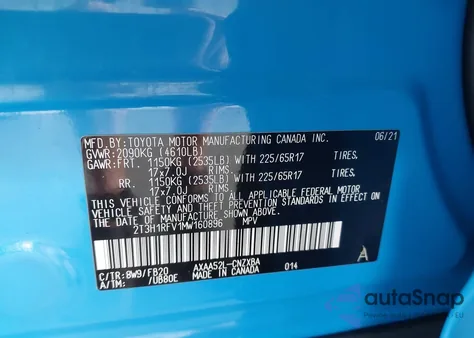 MFD.BY: TOYOTA MOTOR MANUFACTURING CANADA INC. 06/21
GVWR: 2090KG (4610LB)
GAWR: FRT. 1150KG (2535LB) WITH 225/65R17 TIRES.
17x7.0J RIMS.
RR. 1150KG (2535LB) WITH 225/65R17 TIRES.
17x7.0J RIMS.
THIS VEHICLE CONFORMS TO ALL APPLICABLE FEDERAL MOTOR
VEHICLE SAFETY AND THEFT PREVENTION STANDARDS IN EFFECT
ON THE DATE OF MANUFACTURE SHOWN ABOVE.
2T3H1RFV1MW160896 MPV
C/TR: 8W9/FB20 AXAA52L-CNZXBA
A/TM: /UB80E MADE IN CANADA 014
A
autoSnap